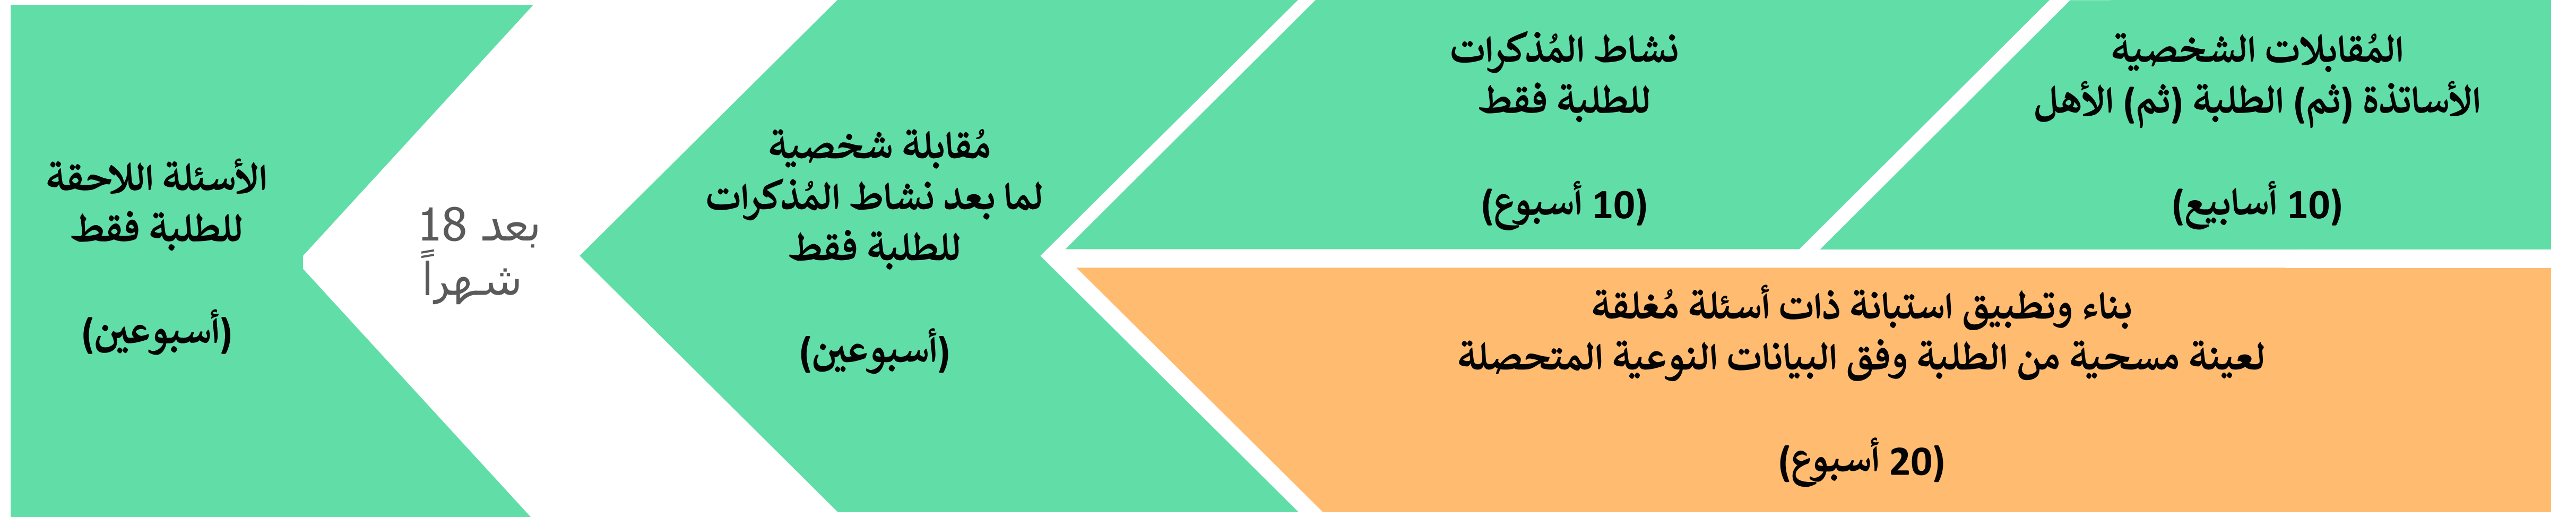 المُقابلات الشخصية
الأساتذة (ثم) الطلبة (ثم) الأهل
(10 أسابيع)
نشاط المُذكرات
للطلبة فقط
(10 أسبوع)
بناء وتطبيق استبانة ذات أسئلة مُغلقة
لعينة مسحية من الطلبة وفق البيانات النوعية المتحصلة
(20 أسبوع)
مُقابلة شخصية
لما بعد نشاط المُذكرات
للطلبة فقط
(أسبوعين)
بعد 18
شهراً
الأسئلة اللاحقة
للطلبة فقط
(أسبوعين)